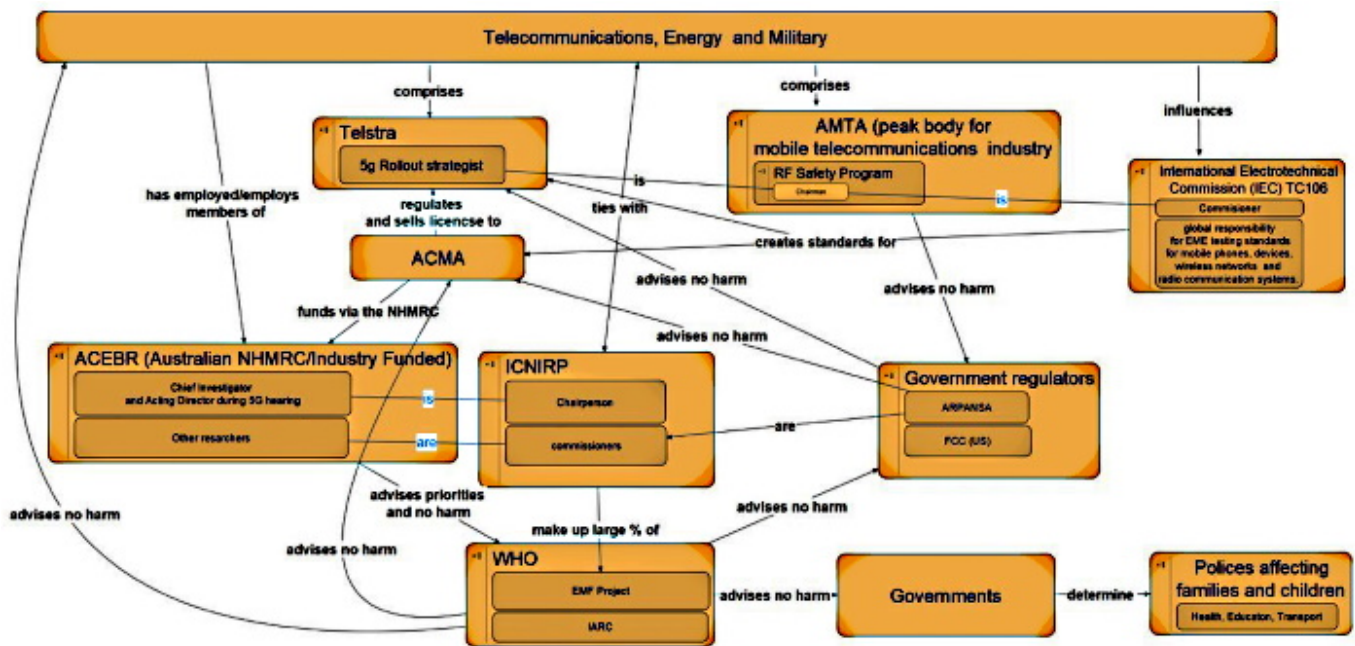 Telecommunications, Energy and Military
comprises
comprises
influences
Telstra
5g Rollout strategist
AMTA (peak body for
mobile telecommunications industry
RF Safety Program
Chairman
International Electrotechnical
Commission (IEC) TC106
Commisioner
global responsibility
for EME testing standards
for mobile phones, devices,
wireless networks and
radio communication systems.
is
is
has employed/employs
members of
regulates
and sells licencse to
ties with
ACMA
creates standards for
advises no harm
advises no harm
funds via the NHMRC
advises no harm
ACEBR (Australian NHMRC/Industry Funded)
Chief investigator
and Acting Director during 5G hearing
Other resarchers
is
are
ICNIRP
Chairperson
commissioners
are
Government regulators
ARPANSA
FCC (US)
advises no harm
advises priorities
and no harm
advises no harm
make up large % of
advises no harm
WHO
EMF Project
IARC
advises no harm
Governments
determine
Polices affecting
families and children
Health, Educaton, Transport